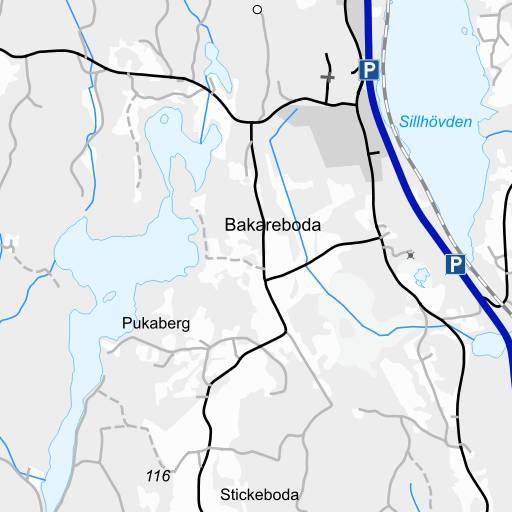 P
Sillhövden
Bakareboda
P
Pukaberg
116
Stickeboda